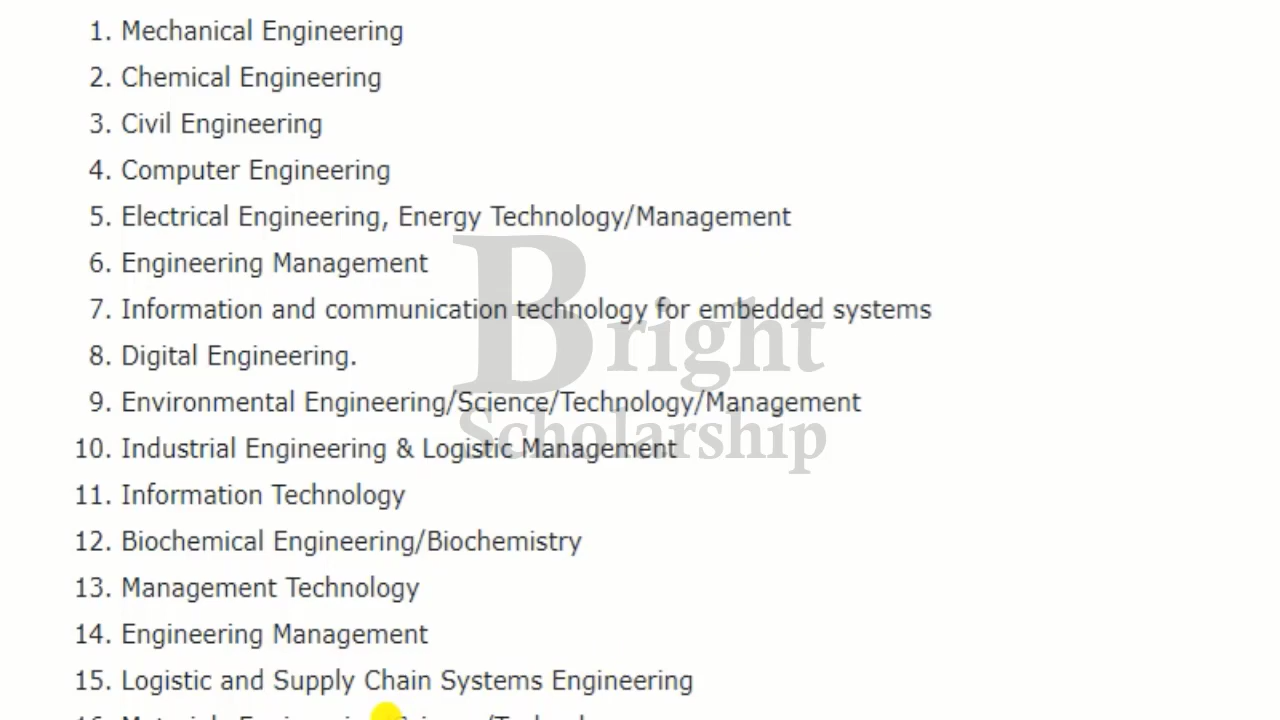 1. Mechanical Engineering
2. Chemical Engineering
3. Civil Engineering
4. Computer Engineering
5. Electrical Engineering, Energy Technology/Management
6. Engineering Management
7. Information and communication technology for embedded systems
8. Digital Engineering.
9. Environmental Engineering/Science/Technology/Management
10. Industrial Engineering & Logistic Management
11. Information Technology
12. Biochemical Engineering/Biochemistry
13. Management Technology
14. Engineering Management
15. Logistic and Supply Chain Systems Engineering
Bright
Scholarship